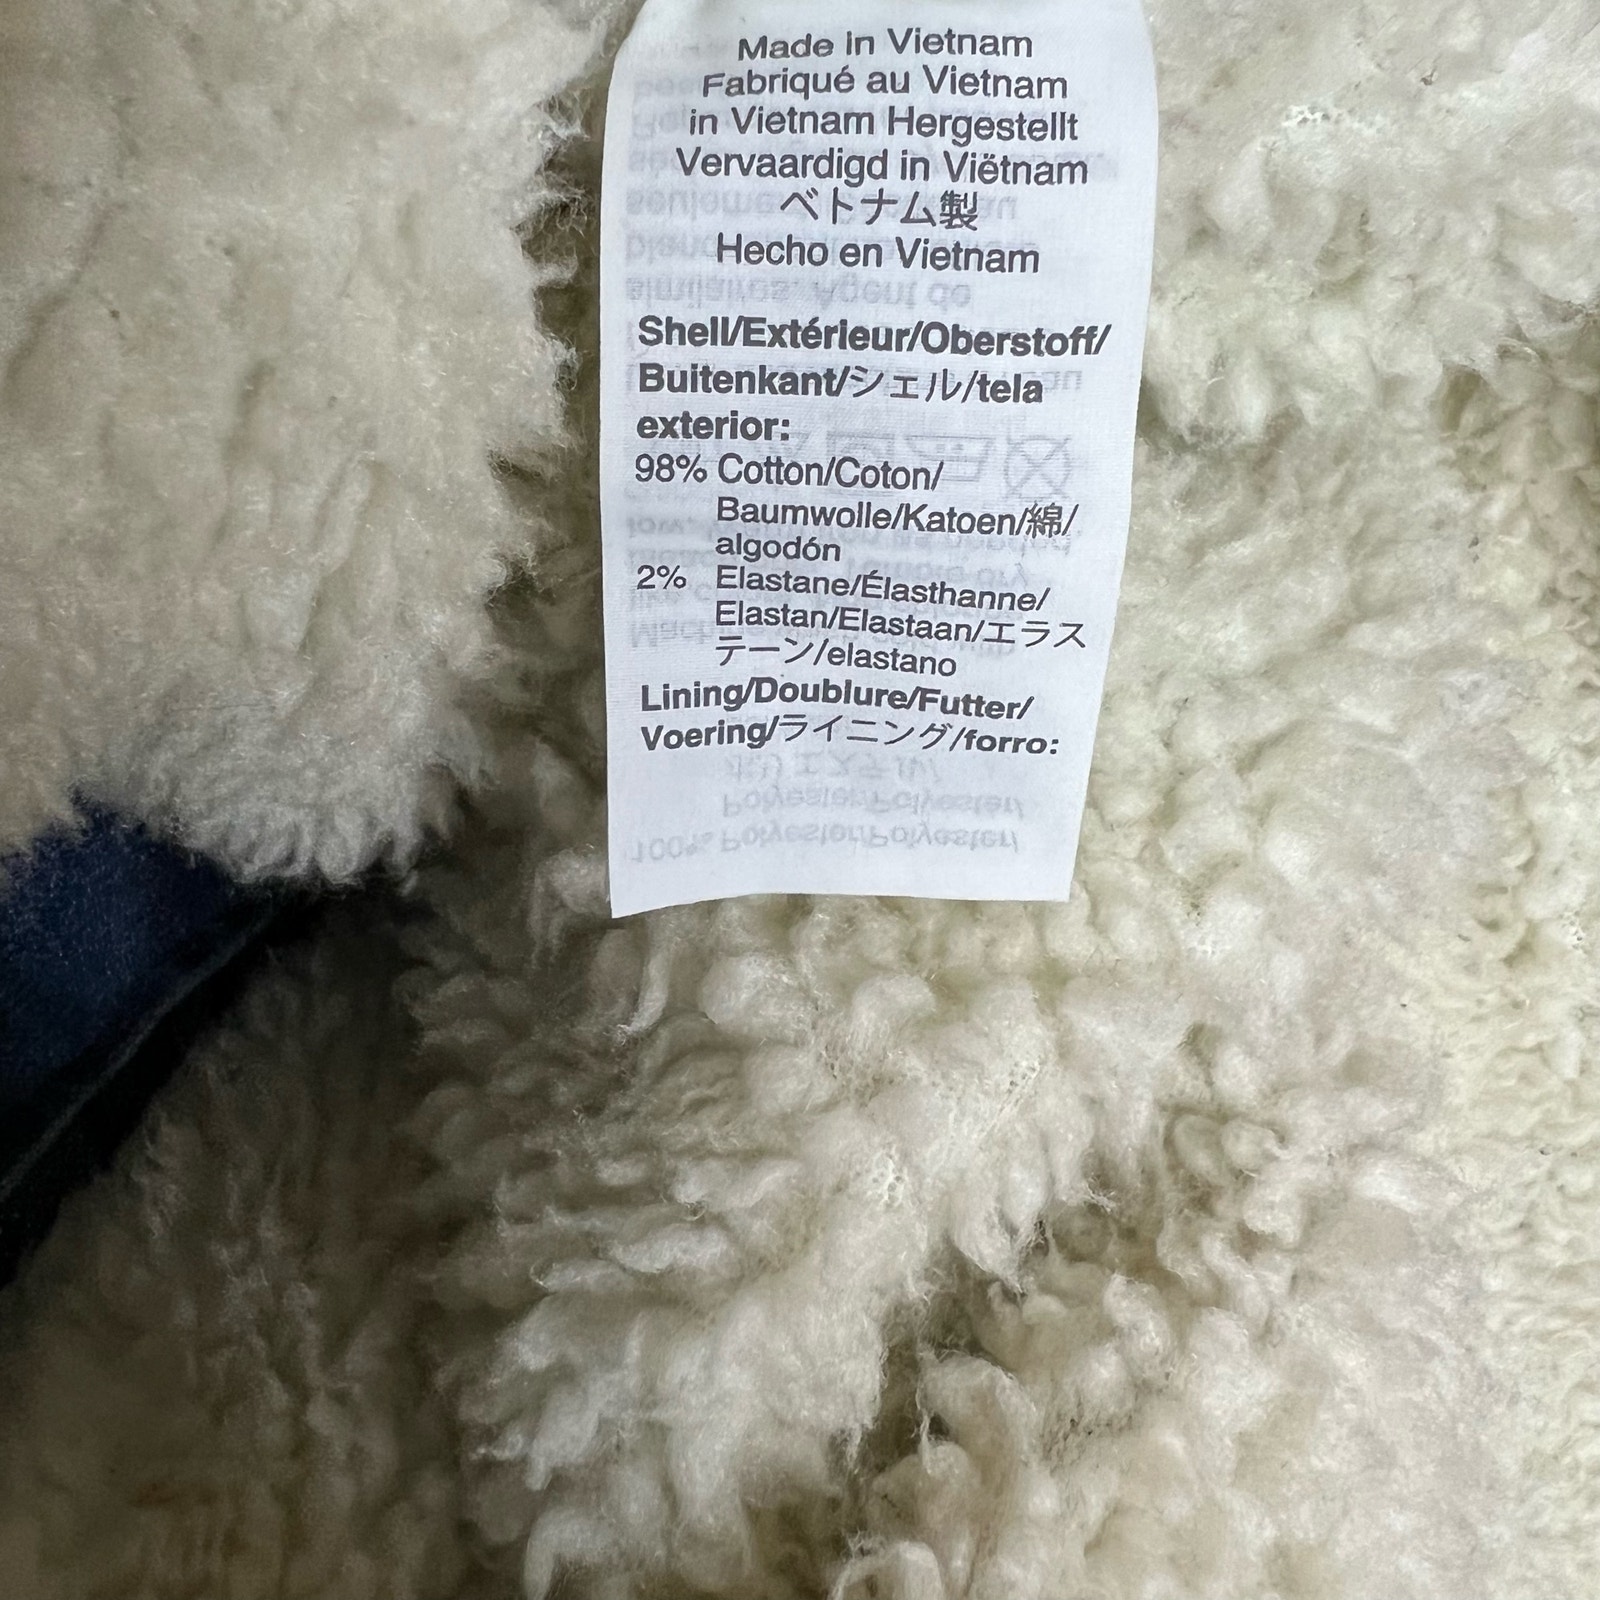 Made in Vietnam
Fabriqué au Vietnam
in Vietnam Hergestellt
Vervaardigd in Viëtnam
ベトナム製
Hecho en Vietnam
Shell/Extérieur/Oberstoff/
Buitenkant/シェル/tela
exterior:
98% Cotton/Coton/
Baumwolle/Katoen/綿/
algodón
2% Elastane/Élasthanne/
Elastan/Elastaan/エラス
テーン/elastano
Lining/Doublure/Futter/
Voering/ライニング/forro: